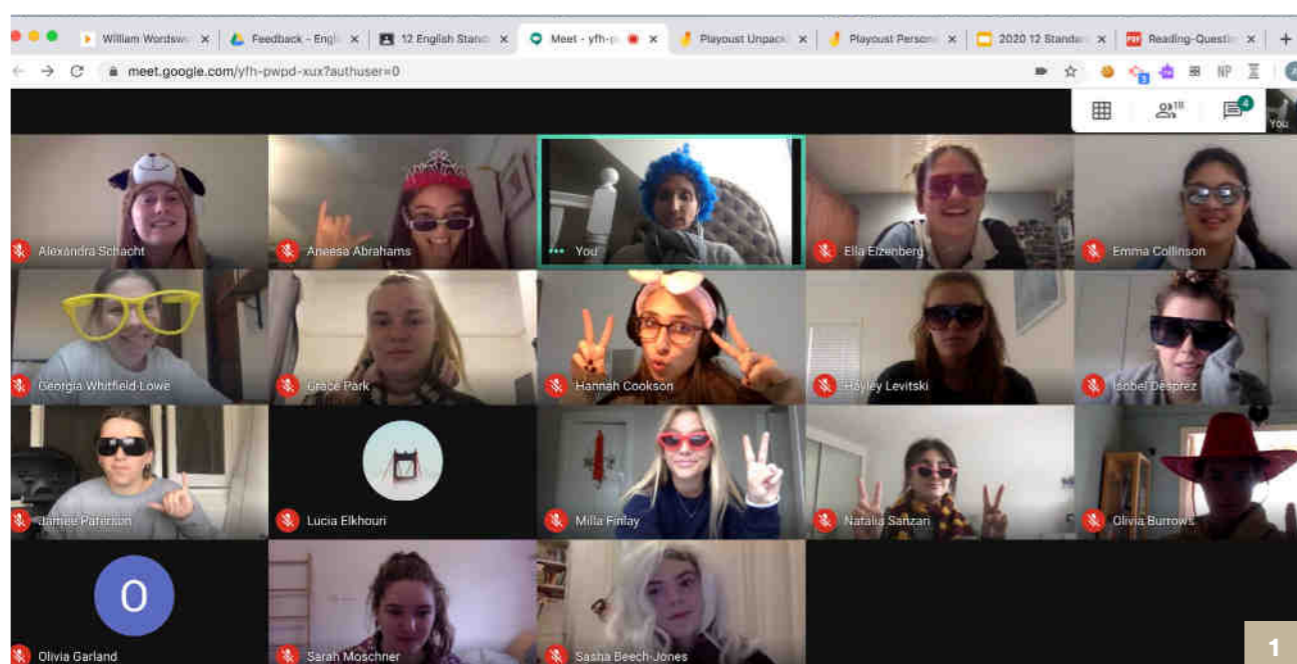 William Wordsw
Feedback - Engli
12 English Stand
Meet - yfh-p
Playoust Unpack
Playoust Person
2020 12 Standar
Reading-Questio
meet.google.com/yfh-pwpd-xux?authuser=0
NP
18
4
You
Alexandra Schacht
Aneesa Abrahams
You
Ella Eizenberg
Emma Collinson
Georgia Whitfield-Lowe
Grace Park
Hannah Cookson
Hayley Levitski
Isobel Desprez
Jamee Paterson
Lucia Elkhouri
Milla Finlay
Natalia Sanzari
Olivia Burrows
O
Olivia Garland
Sarah Moschner
Sasha Beech-Jones
1